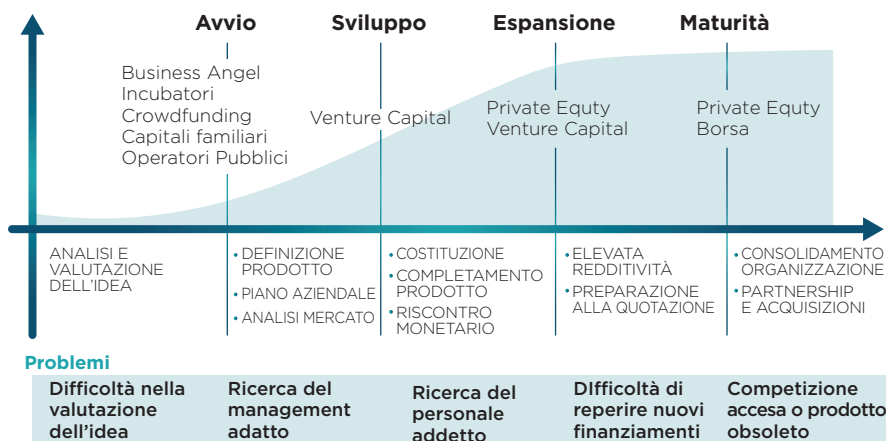 Avvio
Sviluppo
Espansione
Maturità
Business Angel
Incubatori
Crowdfunding
Capitali familiari
Operatori Pubblici
Venture Capital
Private Equty
Venture Capital
Private Equty
Borsa
ANALISI E
VALUTAZIONE
DELL'IDEA
• DEFINIZIONE
PRODOTTO
• PIANO AZIENDALE
• ANALISI MERCATO
• COSTITUZIONE
• COMPLETAMENTO
PRODOTTO
• RISCONTRO
MONETARIO
• ELEVATA
REDDITIVITÀ
• PREPARAZIONE
ALLA QUOTAZIONE
• CONSOLIDAMENTO
ORGANIZZAZIONE
• PARTNERSHIP
E ACQUISIZIONI
Problemi
Difficoltà nella
valutazione
dell'idea
Ricerca del
management
adatto
Ricerca del
personale
addetto
DIfficoltà di
reperire nuovi
finanziamenti
Competizione
accesa o prodotto
obsoleto